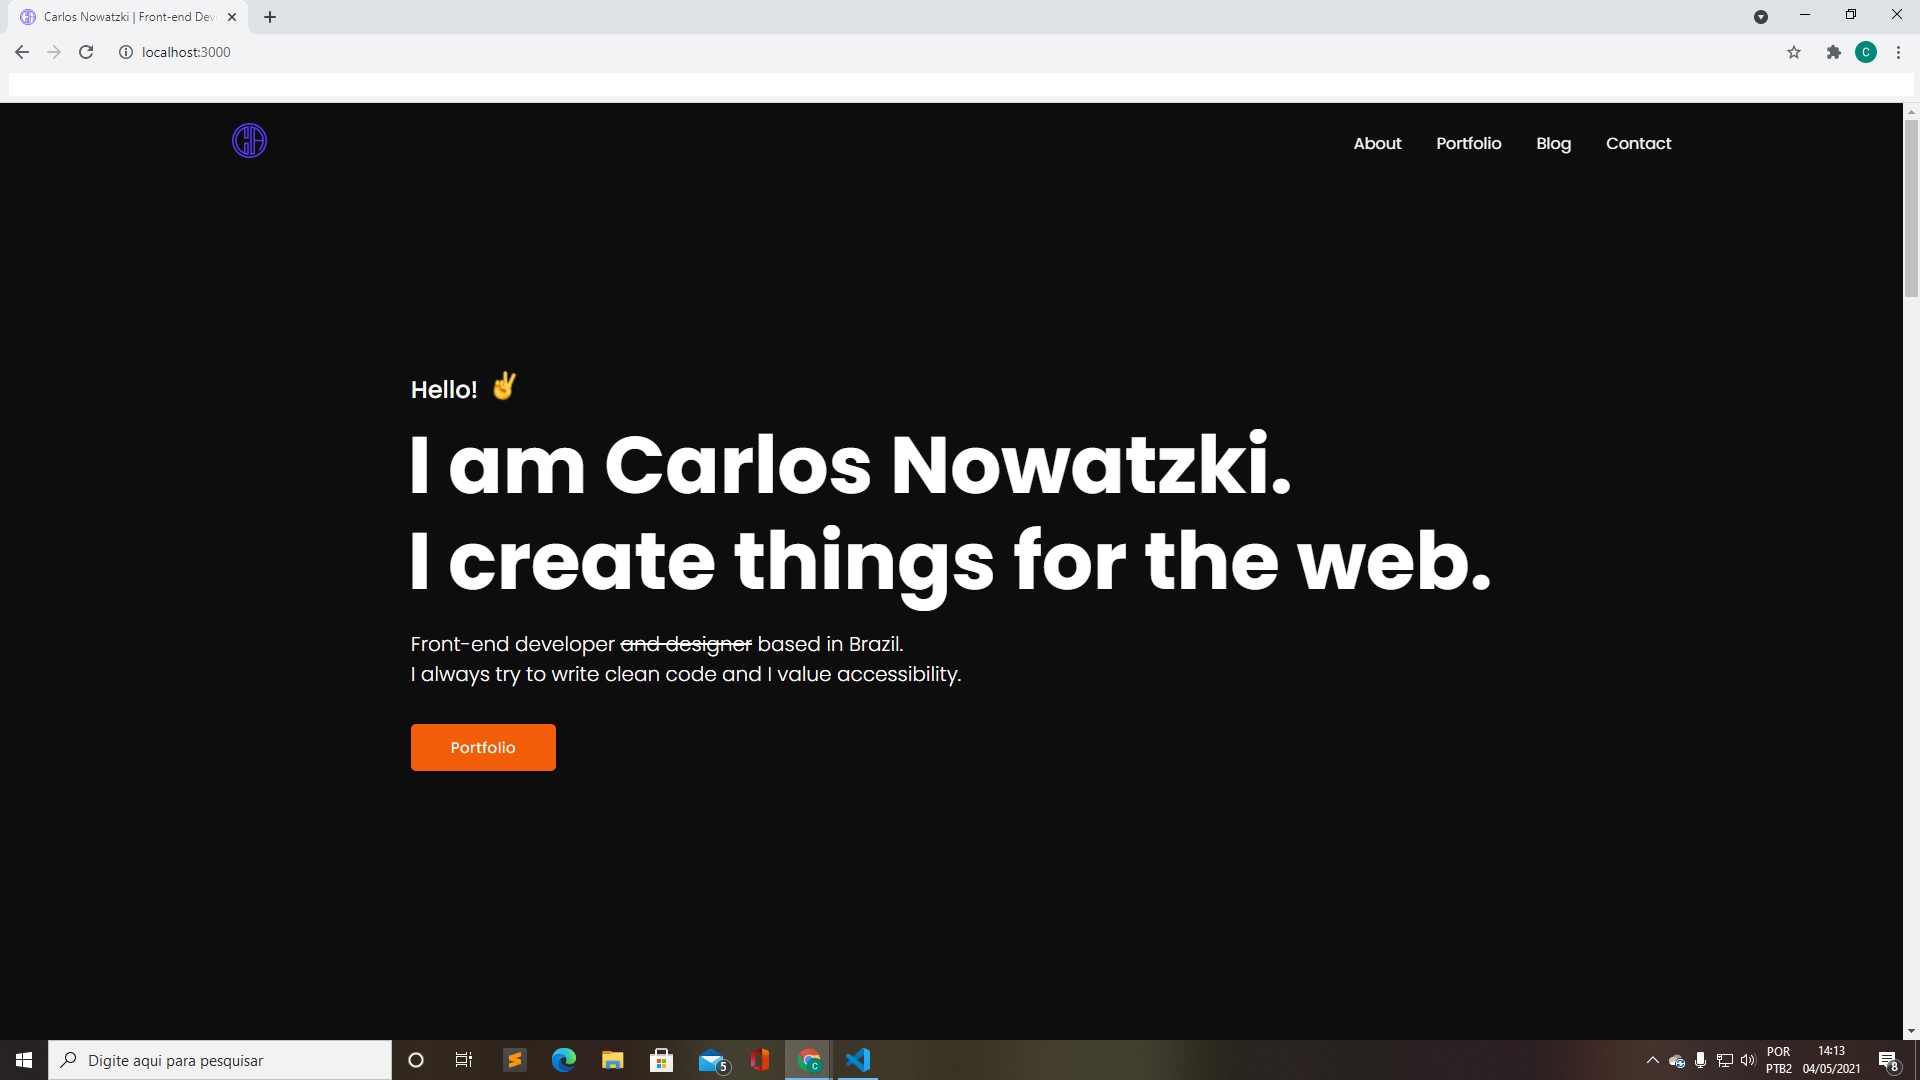 Carlos Nowatzki | Front-end Dev
localhost:3000
C
About Portfolio Blog Contact
Hello! ✌
I am Carlos Nowatzki.
I create things for the web.
Front-end developer ~~and designer~~ based in Brazil.
I always try to write clean code and I value accessibility.
Portfolio
Digite aqui para pesquisar
5
C
POR
PTB2
14:13
04/05/2021
8